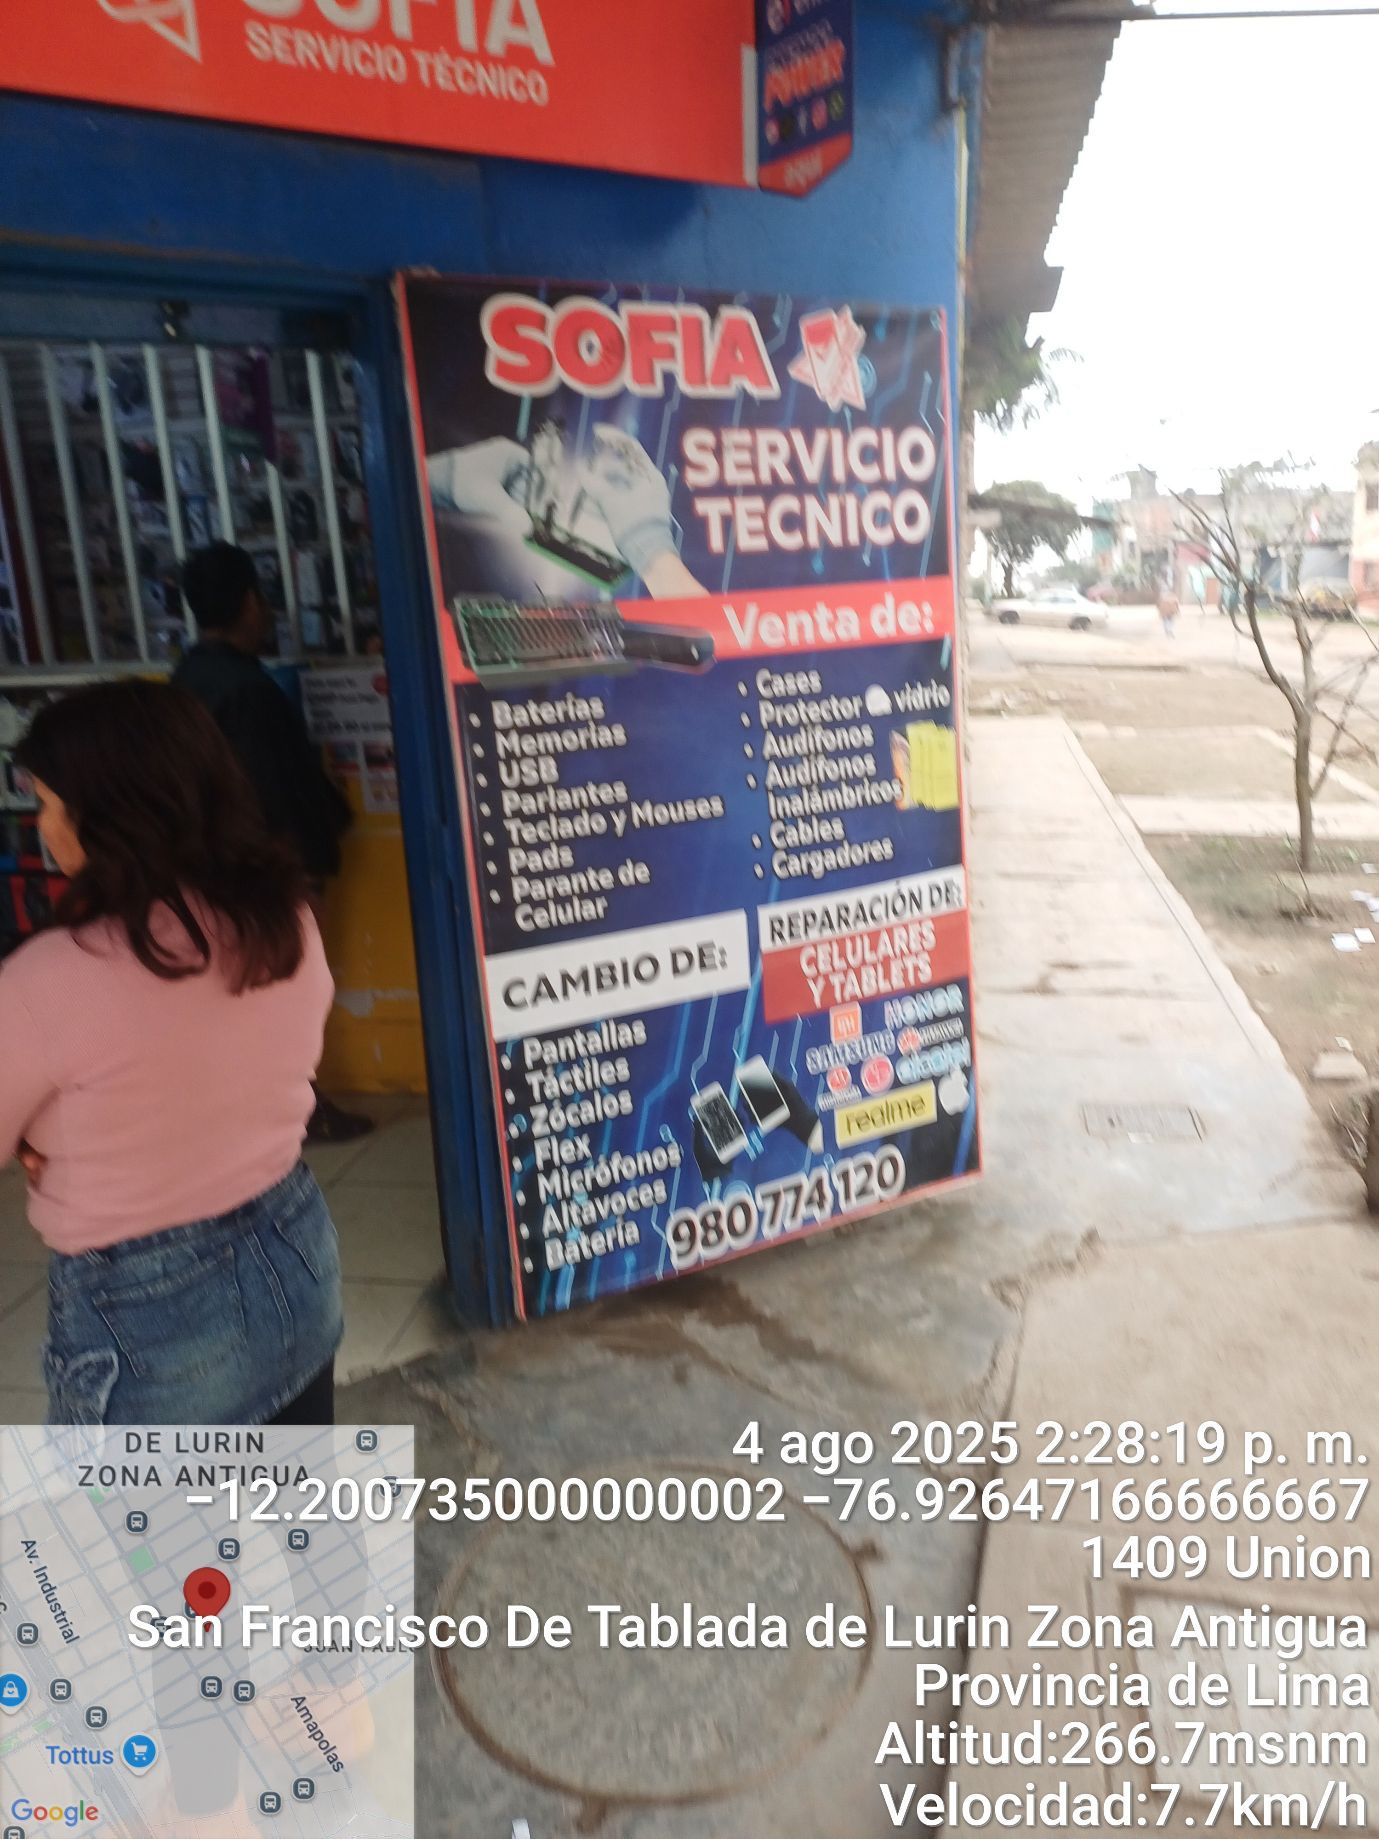 SOFIA
SERVICIO TÉCNICO
aquí
SOFIA
SERVICIO
TECNICO
Venta de:
• Baterías
• Memorias
• USB
• Parlantes
• Teclado y Mouses
• Pads
• Parante de
Celular
• Cases
• Protector vidrio
• Audífonos
• Audífonos
Inalámbricos
• Cables
• Cargadores
CAMBIO DE:
• Pantallas
• Táctiles
• Zócalos
• Flex
• Micrófonos
• Altavoces
• Batería
REPARACIÓN DE:
CELULARES
Y TABLETS
HONOR
SAMSUNG HUAWEI
alcatel
realme
980 774 120
4 ago 2025 2:28:19 p. m.
-12.200735000000002 -76.92647166666667
1409 Union
San Francisco De Tablada de Lurin Zona Antigua
Provincia de Lima
Altitud:266.7msnm
Velocidad:7.7km/h
DE LURIN
ZONA ANTIGUA
Av. Industrial
Amapolas
Tottus
Google